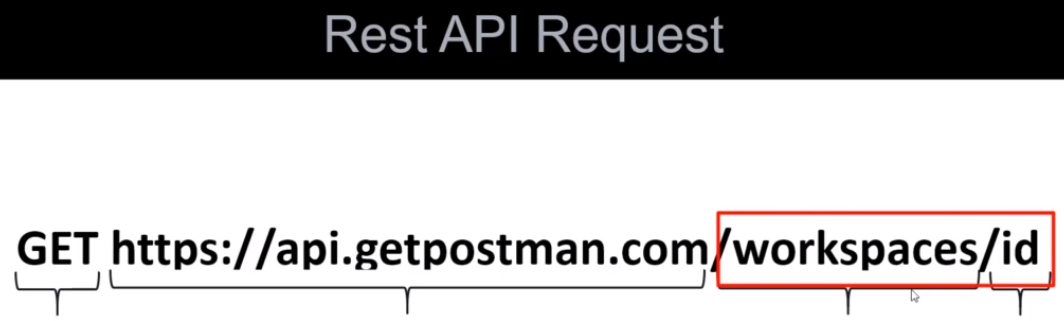 Rest API Request
GET https://api.getpostman.com/workspaces/id